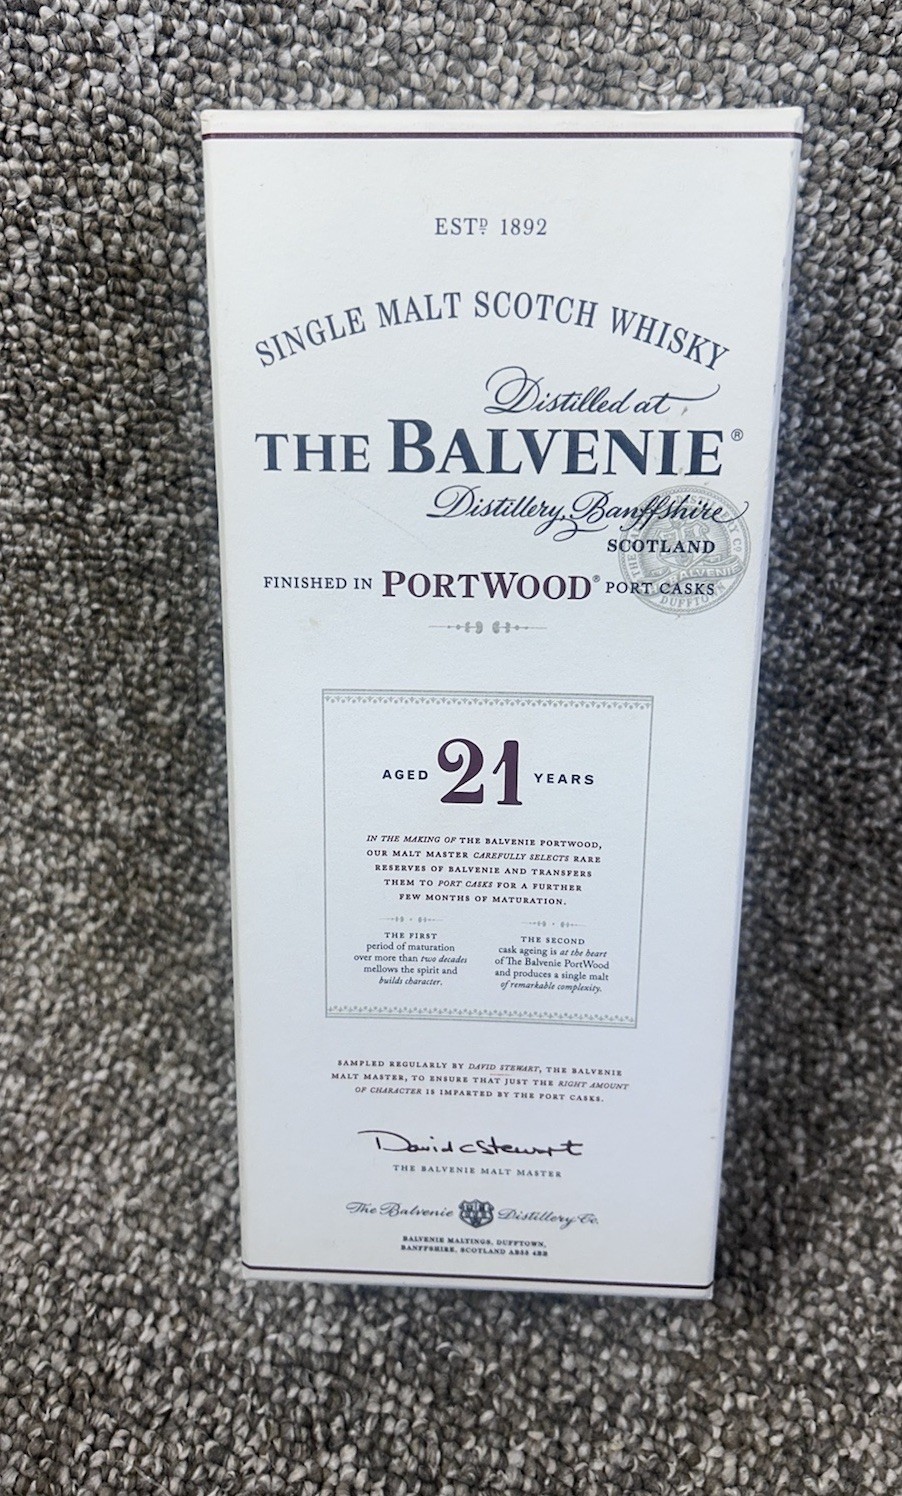 ESTD 1892
SINGLE MALT SCOTCH WHISKY
Distilled at
THE BALVENIE®
Distillery, Banffshire
SCOTLAND
FINISHED IN PORTWOOD® PORT CASKS
AGED 21 YEARS
IN THE MAKING OF THE BALVENIE PORTWOOD,
OUR MALT MASTER CAREFULLY SELECTS RARE
RESERVES OF BALVENIE AND TRANSFERS
THEM TO PORT CASKS FOR A FURTHER
FEW MONTHS OF MATURATION.
THE FIRST
period of maturation
over more than two decades
mellows the spirit and
builds character.
THE SECOND
cask ageing is at the heart
of The Balvenie PortWood
and produces a single malt
of remarkable complexity.
SAMPLED REGULARLY BY DAVID STEWART, THE BALVENIE
MALT MASTER, TO ENSURE THAT JUST THE RIGHT AMOUNT
OF CHARACTER IS IMPARTED BY THE PORT CASKS.
David C Stewart
THE BALVENIE MALT MASTER
The Balvenie Distillery Co.
BALVENIE MALTINGS, DUFFTOWN,
BANFFSHIRE, SCOTLAND AB55 4BB